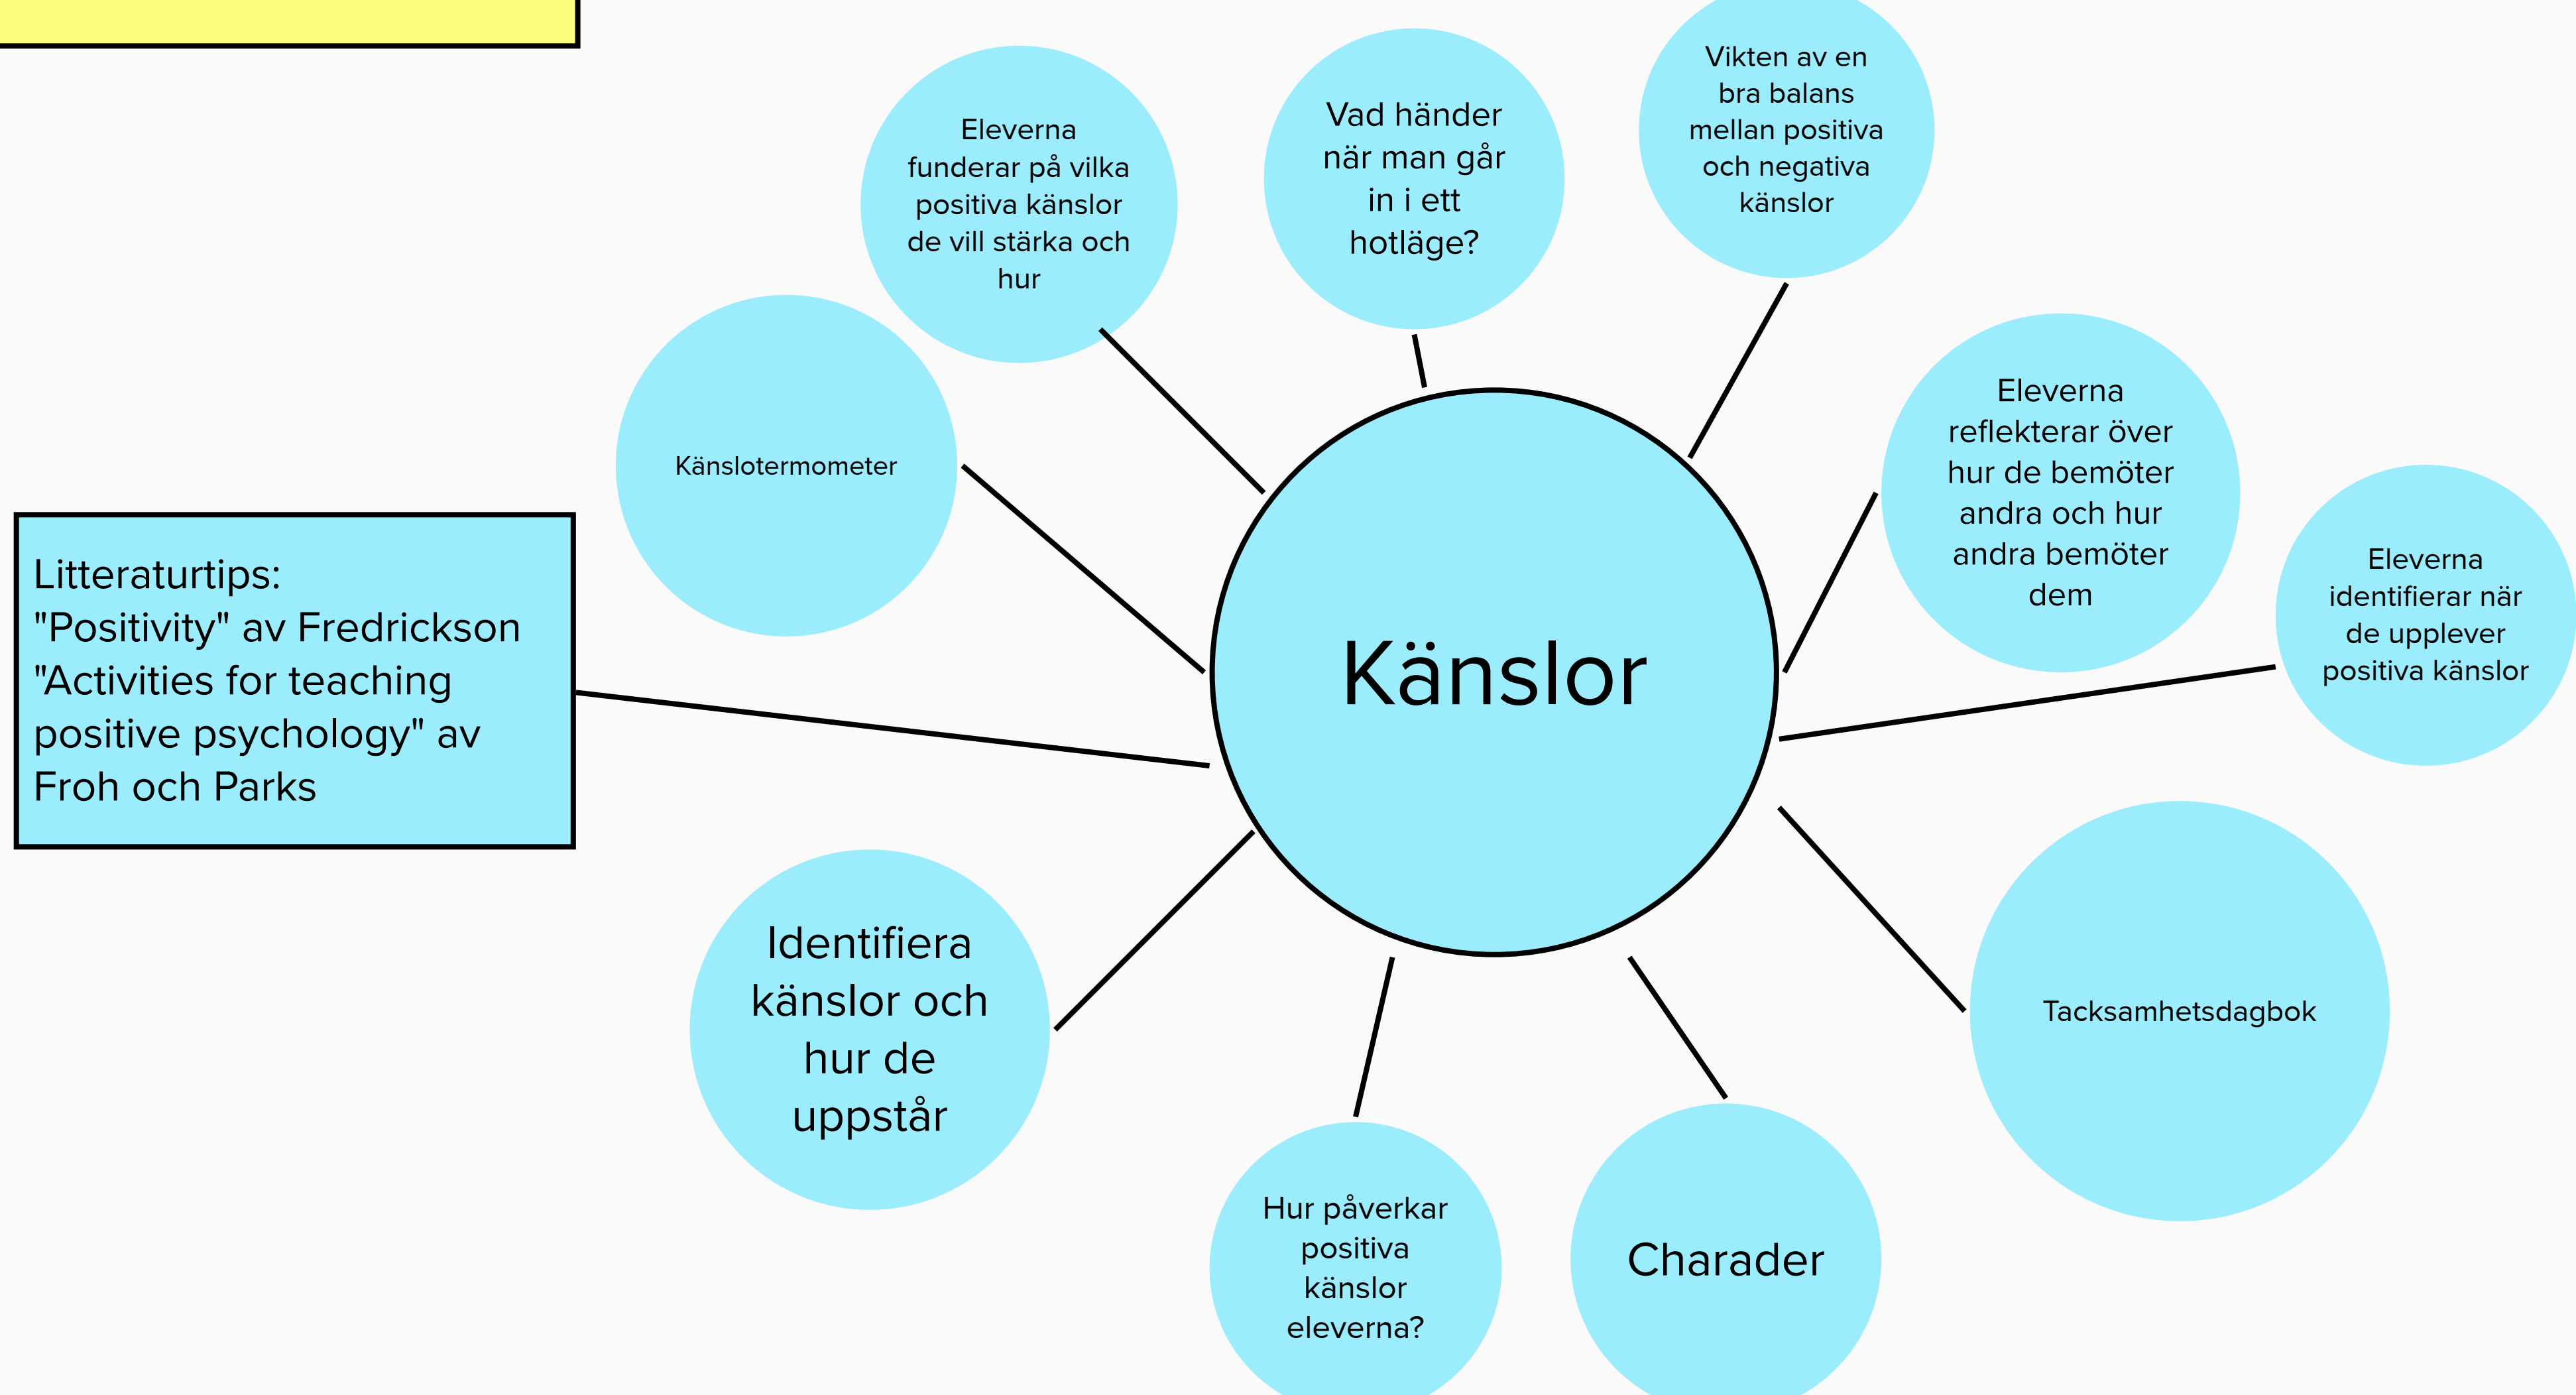 Vikten av en
bra balans
mellan positiva
och negativa
känslor
Vad händer
när man går
in i ett
hotläge?
Eleverna
funderar på vilka
positiva känslor
de vill stärka och
hur
Känslotermometer
Eleverna
reflekterar över
hur de bemöter
andra och hur
andra bemöter
dem
Eleverna
identifierar när
de upplever
positiva känslor
Litteraturtips:
"Positivity" av Fredrickson
"Activities for teaching
positive psychology" av
Froh och Parks
Känslor
Identifiera
känslor och
hur de
uppstår
Tacksamhetsdagbok
Hur påverkar
positiva
känslor
eleverna?
Charader